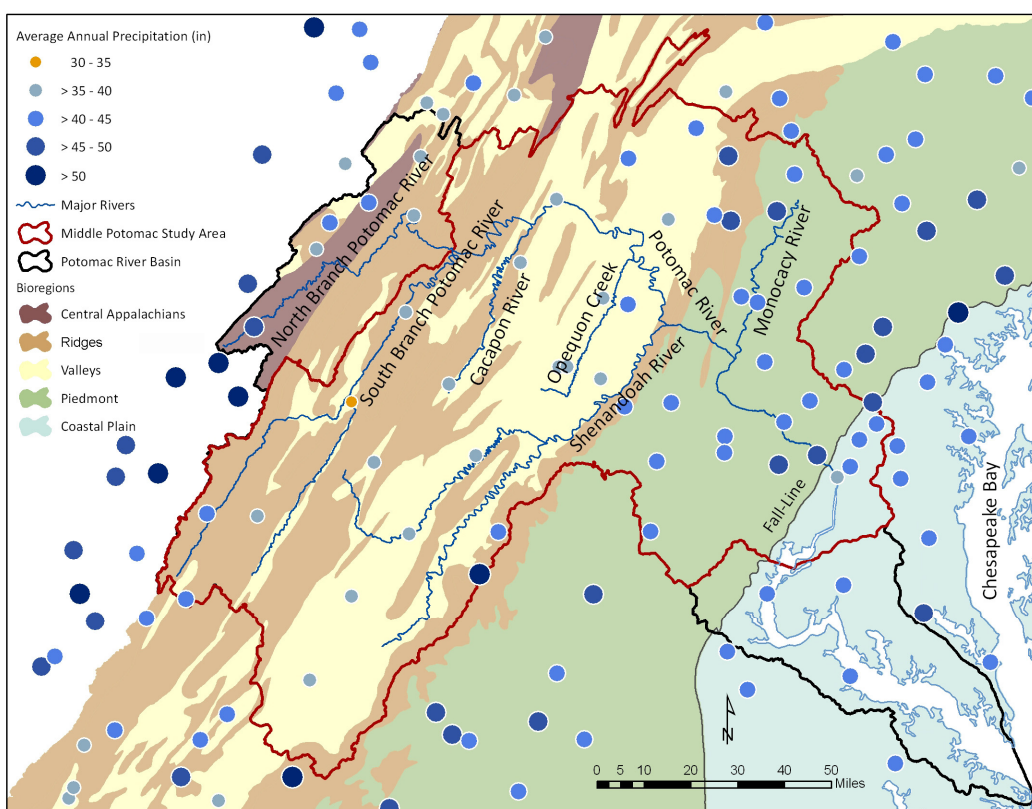 Average Annual Precipitation (in)
30 - 35
> 35 - 40
> 40 - 45
> 45 - 50
> 50
Major Rivers
Middle Potomac Study Area
Potomac River Basin
Bioregions
Central Appalachians
Ridges
Valleys
Piedmont
Coastal Plain
North Branch Potomac River
South Branch Potomac River
Cacapon River
Opequon Creek
Potomac River
Monocacy River
Shenandoah River
Fall-Line
Chesapeake Bay
N
0 5 10 20 30 40 50
Miles